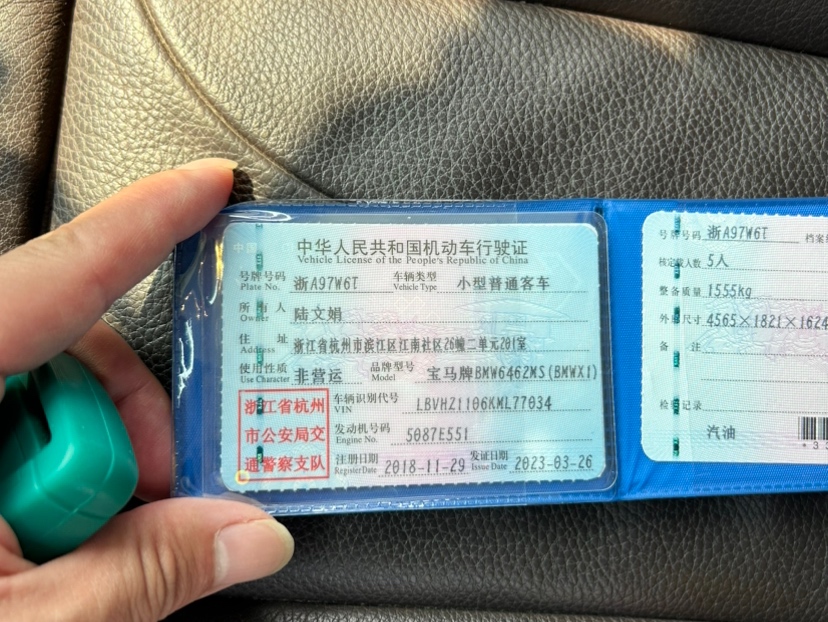 中国
中华人民共和国机动车行驶证
Vehicle License of the People's Republic of China
号牌号码 浙A97W6T 车辆类型 小型普通客车
Plate No. Vehicle Type
所有人 陆文娟
Owner
住址 浙江省杭州市滨江区江南社区26幢二单元201室
Address
使用性质 非营运 品牌型号 宝马牌BMW6462MS(BMWX1)
Use Character Model
浙江省杭州
市公安局交
通警察支队
车辆识别代号 LBVHZ1106KML77034
VIN
发动机号码 5087E551
Engine No.
注册日期 2018-11-29 发证日期 2023-03-26
Register Date Issue Date
号牌号码 浙A97W6T 档案
核定载人数 5人
整备质量 1555kg
外廓尺寸 4565×1821×1624
备注
检验记录
汽油